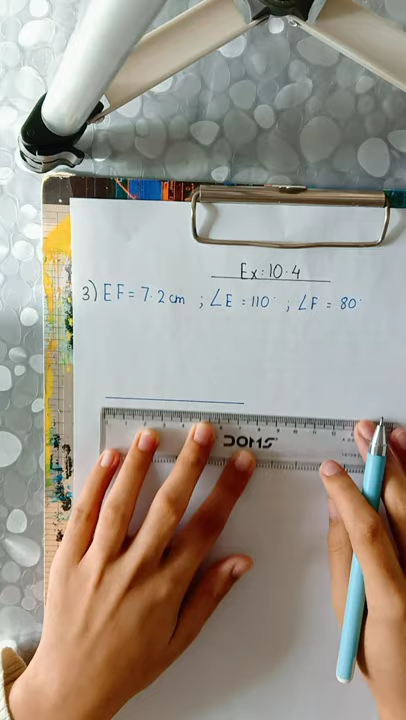 Ex:10.4
3) EF = 7.2 cm ; ∠E = 110° ; ∠F = 80°
DOMS